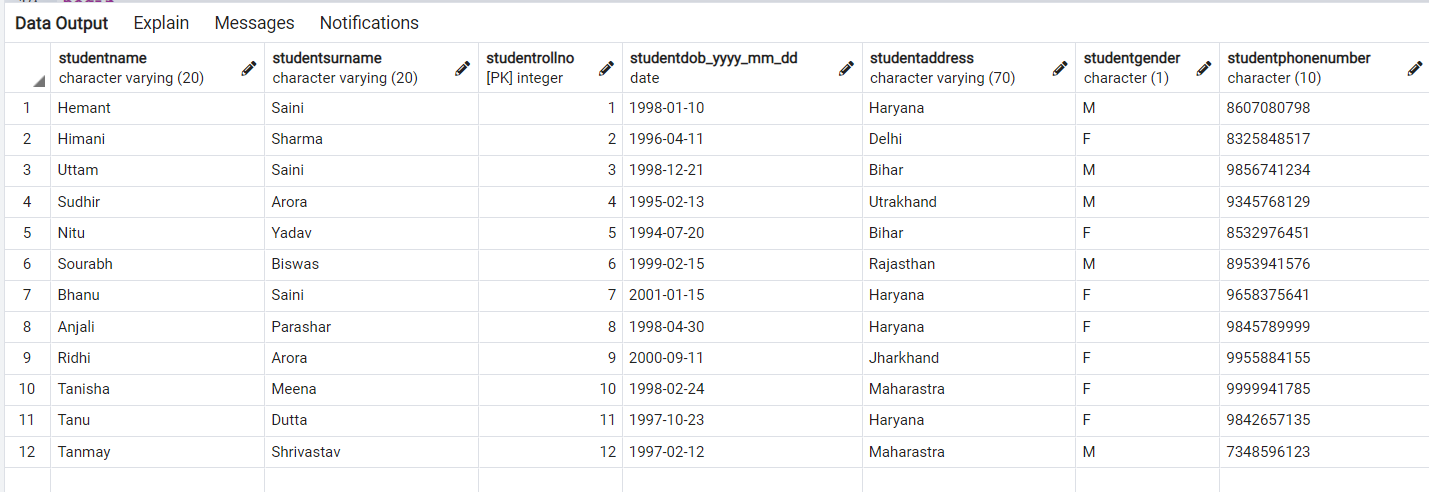 Data Output Explain Messages Notifications
studentname studentsurname studentrollno studentdob_yyyy_mm_dd studentaddress studentgender studentphonenumber
character varying (20) character varying (20) [PK] integer date character varying (70) character (1) character (10)
1 Hemant Saini 1 1998-01-10 Haryana M 8607080798
2 Himani Sharma 2 1996-04-11 Delhi F 8325848517
3 Uttam Saini 3 1998-12-21 Bihar M 9856741234
4 Sudhir Arora 4 1995-02-13 Utrakhand M 9345768129
5 Nitu Yadav 5 1994-07-20 Bihar F 8532976451
6 Sourabh Biswas 6 1999-02-15 Rajasthan M 8953941576
7 Bhanu Saini 7 2001-01-15 Haryana F 9658375641
8 Anjali Parashar 8 1998-04-30 Haryana F 9845789999
9 Ridhi Arora 9 2000-09-11 Jharkhand F 9955884155
10 Tanisha Meena 10 1998-02-24 Maharastra F 9999941785
11 Tanu Dutta 11 1997-10-23 Haryana F 9842657135
12 Tanmay Shrivastav 12 1997-02-12 Maharastra M 7348596123